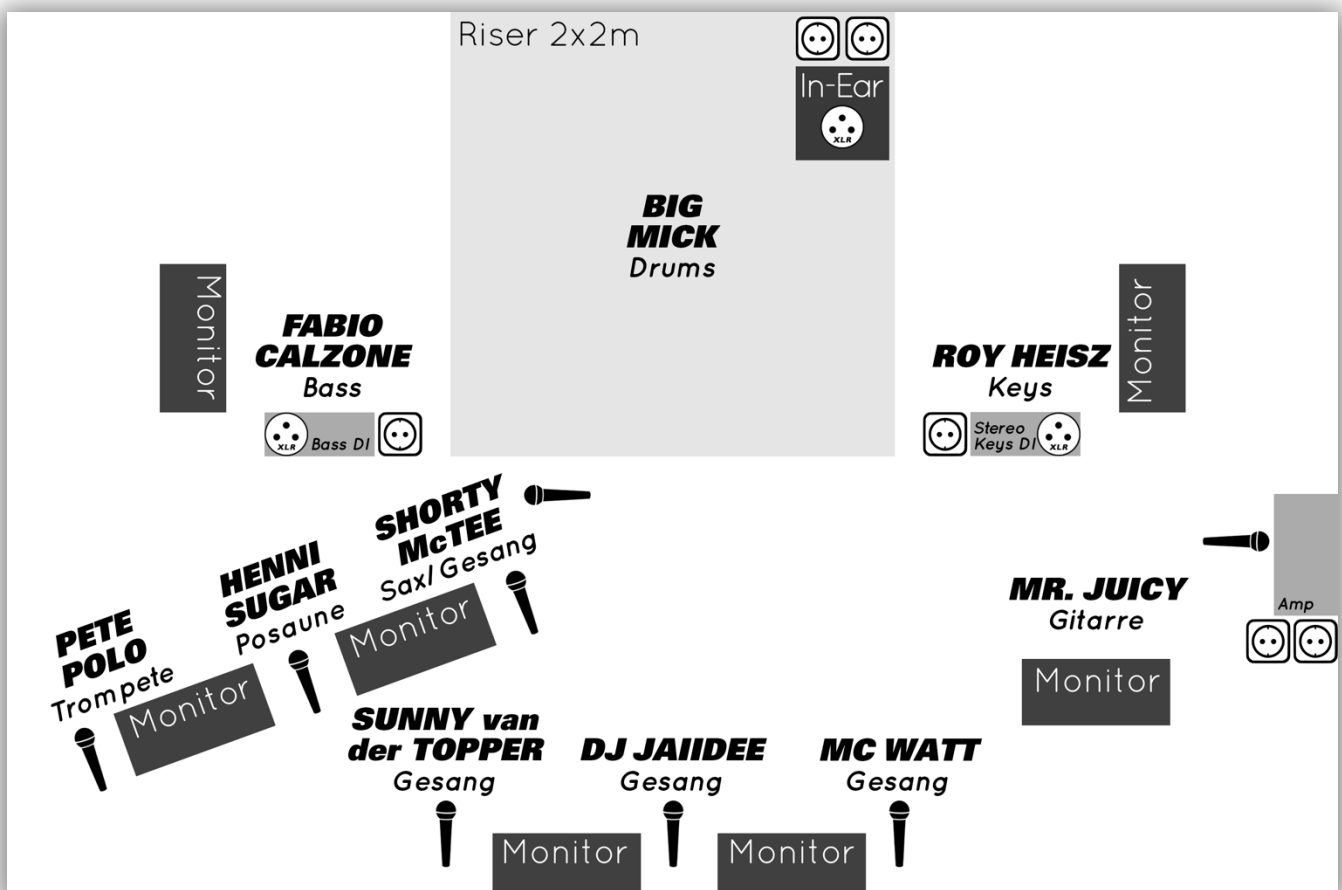 Riser 2x2m
In-Ear
XLR
BIG
MICK
Drums
Monitor
FABIO
CALZONE
Bass
XLR
Bass DI
ROY HEISZ
Keys
Monitor
Stereo
Keys DI
XLR
SHORTY
McTEE
Sax/Gesang
Monitor
HENNI
SUGAR
Posaune
PETE
POLO
Trompete
Monitor
MR. JUICY
Gitarre
Amp
Monitor
SUNNY van
der TOPPER
Gesang
DJ JAIIDEE
Gesang
MC WATT
Gesang
Monitor
Monitor